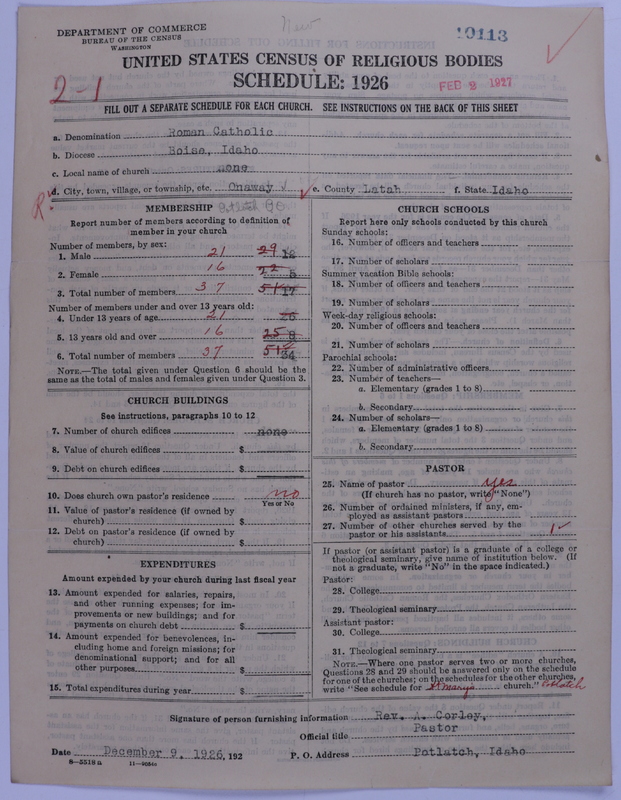 DEPARTMENT OF COMMERCE
BUREAU OF THE CENSUS
WASHINGTON
New
10113
UNITED STATES CENSUS OF RELIGIOUS BODIES
SCHEDULE: 1926
2-1
FEB 2 1927
FILL OUT A SEPARATE SCHEDULE FOR EACH CHURCH. SEE INSTRUCTIONS ON THE BACK OF THIS SHEET
a. Denomination Roman Catholic
b. Diocese Boise, Idaho
c. Local name of church none
R. d. City, town, village, or township, etc. Onaway e. County Latah f. State Idaho
MEMBERSHIP
Report number of members according to definition of member in your church
Number of members, by sex:
1. Male 21 29 12
2. Female 16 22 5
3. Total number of members 37 51 17
Number of members under and over 13 years old:
4. Under 13 years of age 21 26
5. 13 years old and over 16 25 8
6. Total number of members 37 51 34
NOTE.—The total given under Question 6 should be the
same as the total of males and females given under Question 3.
CHURCH BUILDINGS
See instructions, paragraphs 10 to 12
7. Number of church edifices none
8. Value of church edifices $
9. Debt on church edifices $
10. Does church own pastor's residence no
Yes or No
11. Value of pastor's residence (if owned by
church) $
12. Debt on pastor's residence (if owned by
church) $
EXPENDITURES
Amount expended by your church during last fiscal year
13. Amount expended for salaries, repairs,
and other running expenses; for im-
provements or new buildings; and for
payments on church debt $
14. Amount expended for benevolences, in-
cluding home and foreign missions; for
denominational support; and for all
other purposes $
15. Total expenditures during year $
CHURCH SCHOOLS
Report here only schools conducted by this church
Sunday schools:
16. Number of officers and teachers
17. Number of scholars
Summer vacation Bible schools:
18. Number of officers and teachers
19. Number of scholars
Week-day religious schools:
20. Number of officers and teachers
21. Number of scholars
Parochial schools:
22. Number of administrative officers
23. Number of teachers—
a. Elementary (grades 1 to 8)
b. Secondary
24. Number of scholars—
a. Elementary (grades 1 to 8)
b. Secondary
PASTOR
25. Name of pastor yes
(If church has no pastor, write "None")
26. Number of ordained ministers, if any, em-
ployed as assistant pastors
27. Number of other churches served by the
pastor or his assistants 1
If pastor (or assistant pastor) is a graduate of a college or
theological seminary, give name of institution below. (If
not a graduate, write "No" in the space indicated.)
Pastor:
28. College
29. Theological seminary
Assistant pastor:
30. College
31. Theological seminary
NOTE.—Where one pastor serves two or more churches,
Questions 28 and 29 should be answered only on the schedule
for one of the churches; on the schedules for the other churches,
write "See schedule for St Mary's church." Potlatch
Signature of person furnishing information Rev. A. Corley,
Official title Pastor
Date December 9, 1926, 192 P. O. Address Potlatch, Idaho
8—5518 a